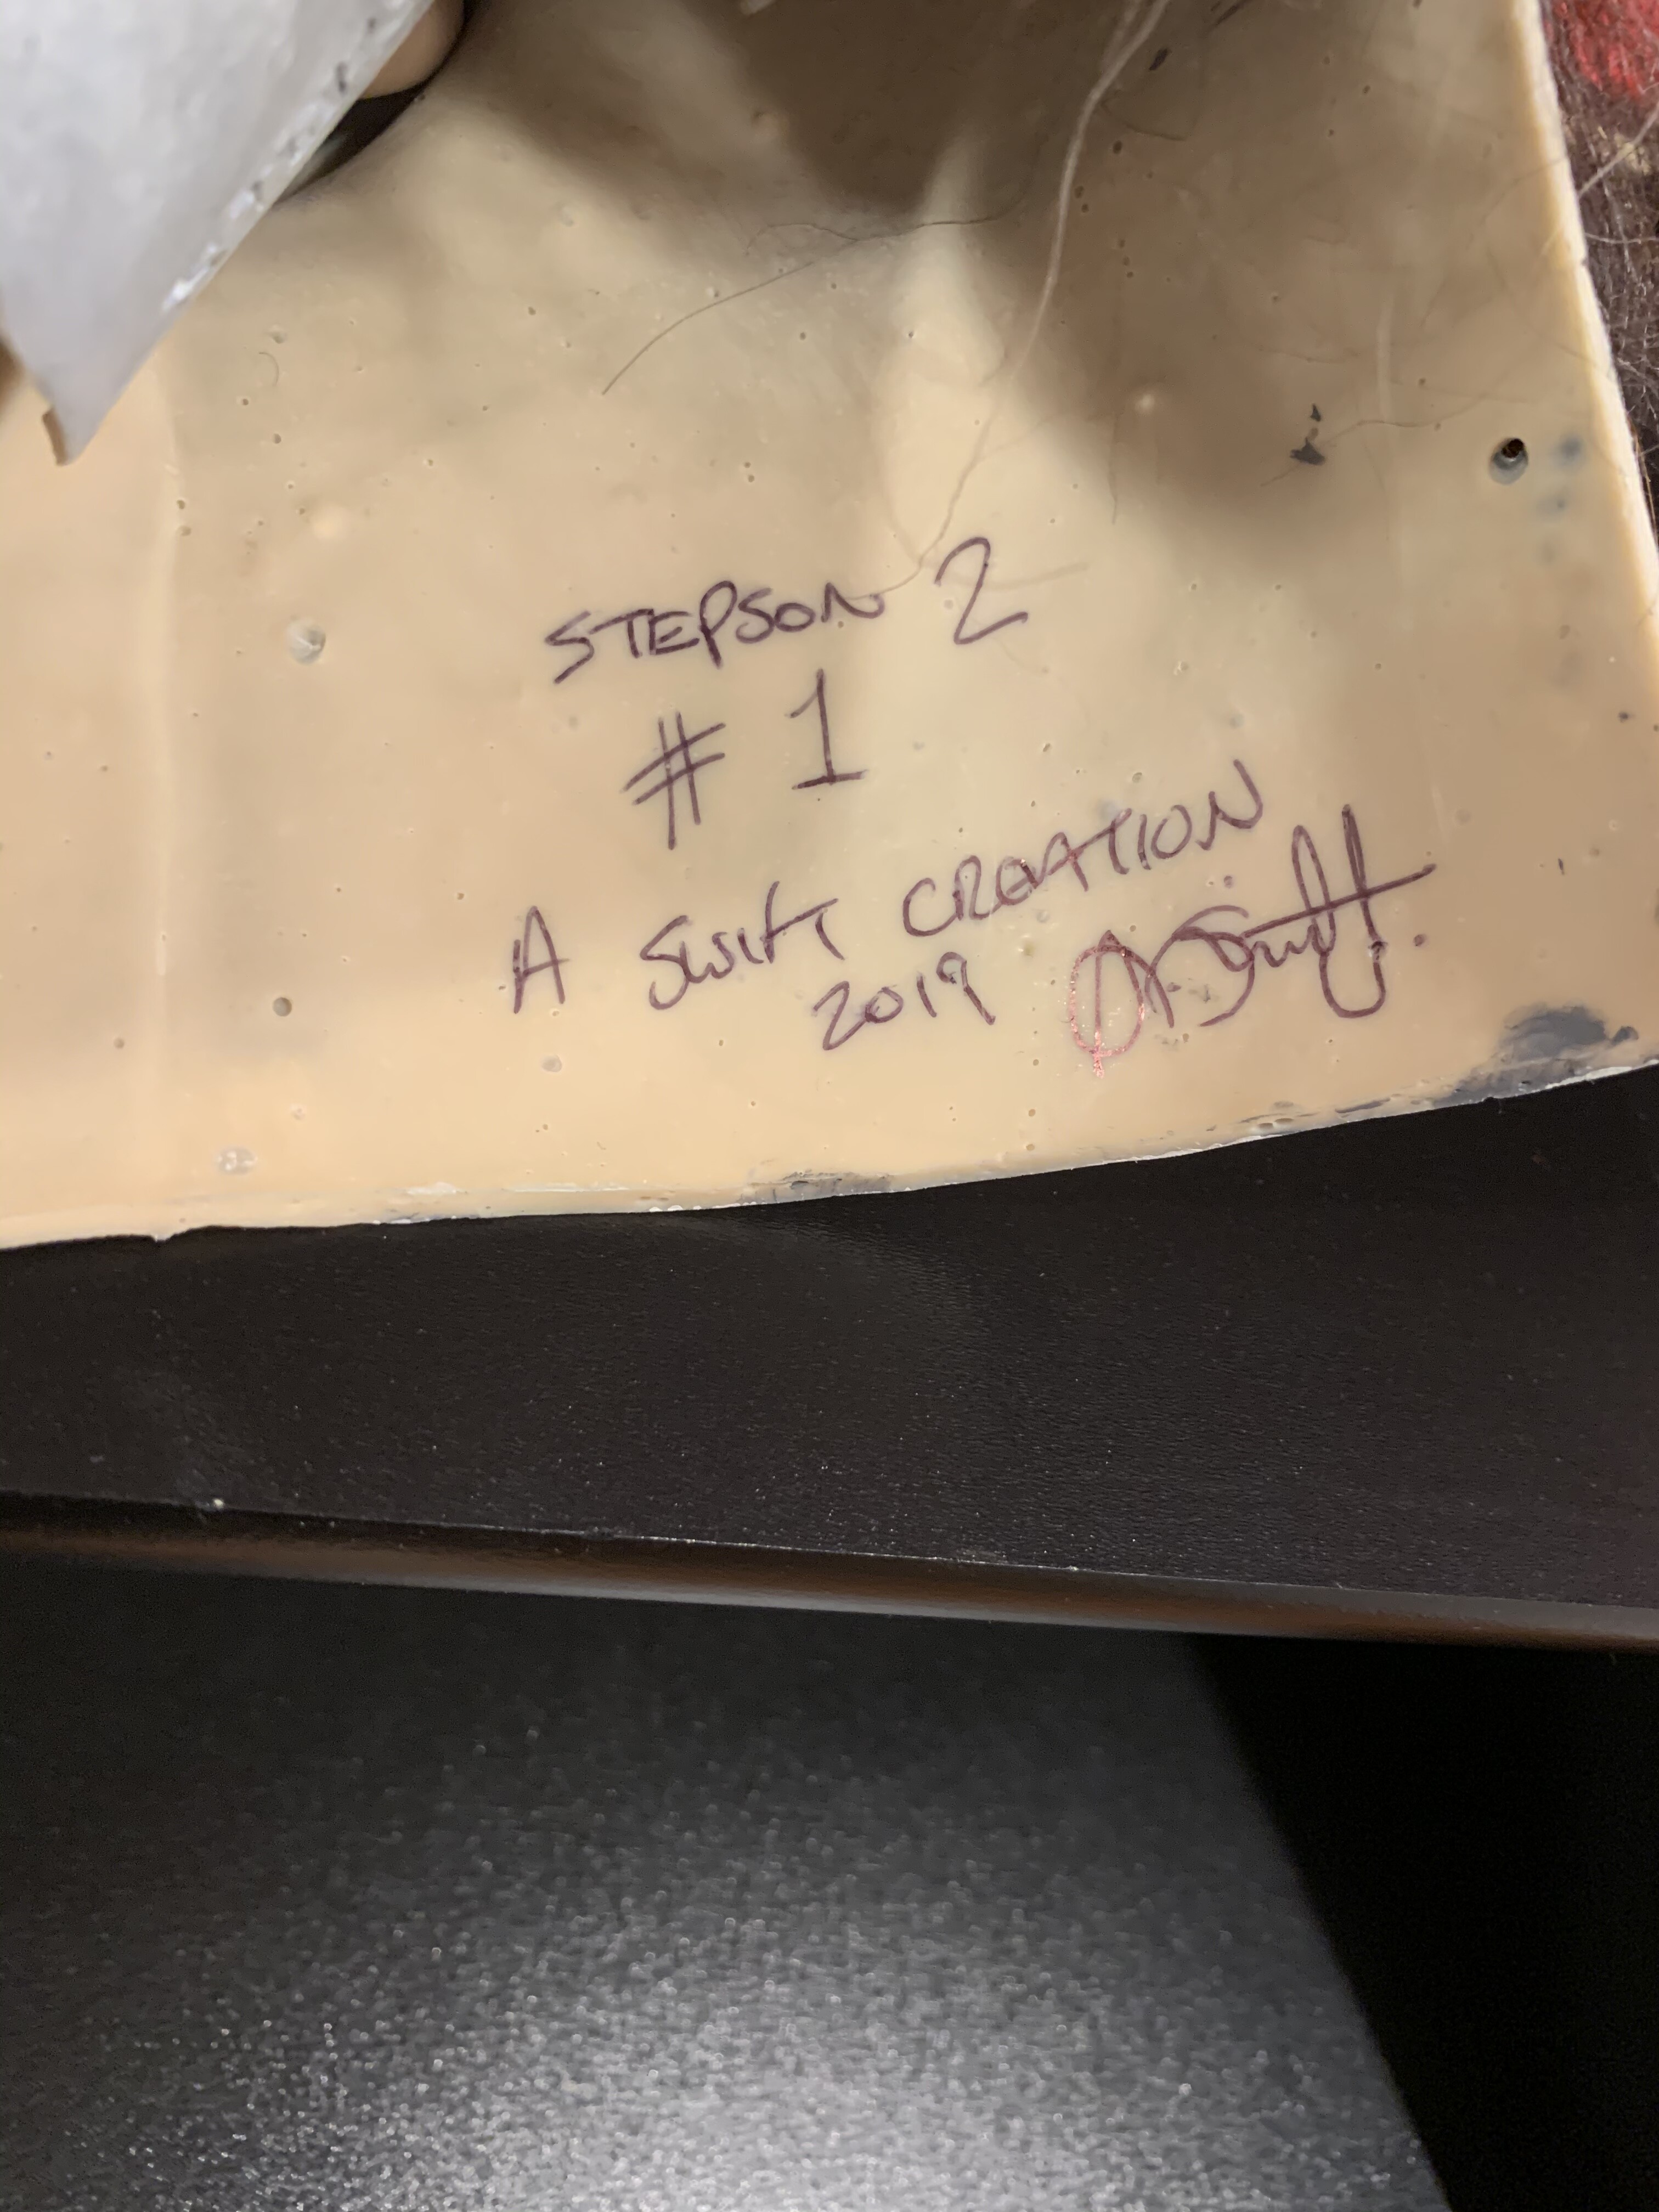 STEPSON 2
# 1
A SWIFT CREATION
2019